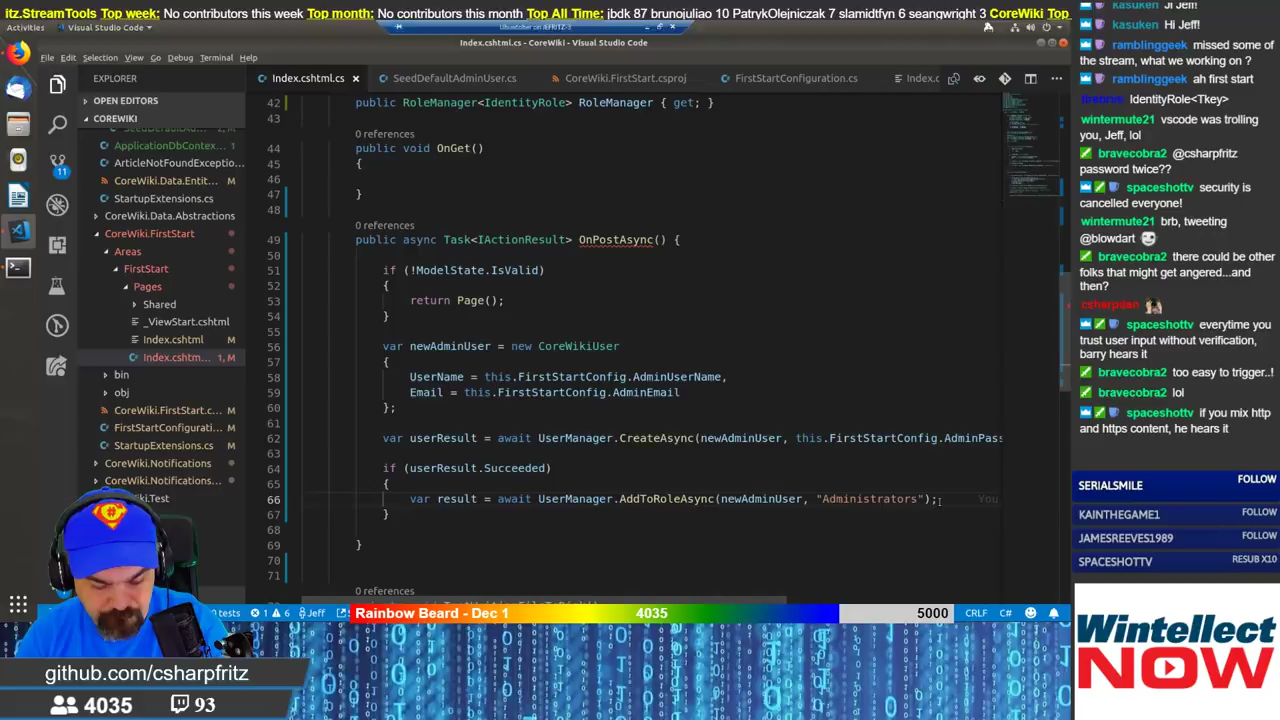 itz.StreamTools Top week: No contributors this week Top month: No contributors this month Top All Time: jbdk 87 brunojuliao 10 PatrykOlejniczak 7 slamidtfyn 6 seangwright 3 CoreWiki Top
Activities
Visual Studio Code
Index.cshtml.cs - CoreWiki - Visual Studio Code
File Edit Selection View Go Debug Terminal Help
EXPLORER
OPEN EDITORS
COREWIKI
ApplicationDbContex...
ArticleNotFoundExceptio...
CoreWiki.Data.Entit... M
StartupExtensions.cs
CoreWiki.Data.Abstractions
CoreWiki.FirstStart
Areas
FirstStart
Pages
Shared
_ViewStart.cshtml
Index.cshtml M
Index.cshtm... 1, M
bin
obj
CoreWiki.FirstStart.c... M
FirstStartConfigurati... M
StartupExtensions.cs M
CoreWiki.Notifications
CoreWiki.Notifications...
11
Index.cshtml.cs
SeedDefaultAdminUser.cs
CoreWiki.FirstStart.csproj
FirstStartConfiguration.cs
Index.c
42 public RoleManager<IdentityRole> RoleManager { get; }
43
0 references
44 public void OnGet()
45 {
46
47 }
48
0 references
49 public async Task<IActionResult> OnPostAsync() {
50
51 if (!ModelState.IsValid)
52 {
53 return Page();
54 }
55
56 var newAdminUser = new CoreWikiUser
57 {
58 UserName = this.FirstStartConfig.AdminUserName,
59 Email = this.FirstStartConfig.AdminEmail
60 };
61
62 var userResult = await UserManager.CreateAsync(newAdminUser, this.FirstStartConfig.AdminPass
63
64 if (userResult.Succeeded)
65 {
66 var result = await UserManager.AddToRoleAsync(newAdminUser, "Administrators"); You
67 }
68
69 }
70
71
0 references
tests 1 6 Jeff
CRLF C#
Rainbow Beard - Dec 1 4035 5000
kasuken Ji Jeff!
kasuken Hi Jeff!
ramblinggeek missed some of
the stream, what we working on ?
ramblinggeek ah first start
IdentityRole<Tkey>
wintermute21 vscode was trolling
you, Jeff, lol
bravecobra2 @csharpfritz
password twice??
spaceshottv security is
cancelled everyone!
wintermute21 brb, tweeting
@blowdart
bravecobra2 there could be other
folks that might get angered...and
then?
spaceshottv everytime you
trust user input without verification,
barry hears it
bravecobra2 too easy to trigger..!
bravecobra2 lol
spaceshottv if you mix http
and https content, he hears it
SERIALSMILE FOLLOW
KAINTHEGAME1 FOLLOW
JAMESREEVES1989 FOLLOW
SPACESHOTTV RESUB X10
Wintellect
NOW
github.com/csharpfritz
4035 93